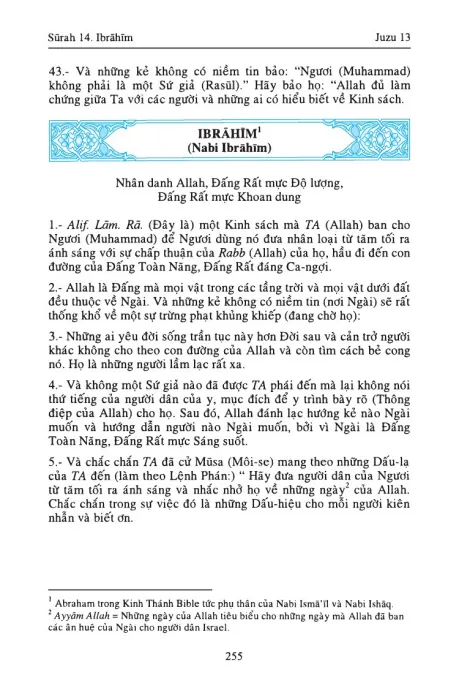 Sūrah 14. Ibrāhīm Juzu 13
43.- Và những kẻ không có niềm tin bảo: “Ngươi (Muhammad)
không phải là một Sứ giả (Rasūl).” Hãy bảo họ: “Allah đủ làm
chứng giữa Ta với các người và những ai có hiểu biết về Kinh sách.
IBRĀHĪM¹
(Nabi Ibrāhīm)
Nhân danh Allah, Đấng Rất mực Độ lượng,
Đấng Rất mực Khoan dung
1.- Alif. Lām. Rā. (Đây là) một Kinh sách mà TA (Allah) ban cho
Ngươi (Muhammad) để Ngươi dùng nó đưa nhân loại từ tăm tối ra
ánh sáng với sự chấp thuận của Rabb (Allah) của họ, hầu đi đến con
đường của Đấng Toàn Năng, Đấng Rất đáng Ca-ngợi.
2.- Allah là Đấng mà mọi vật trong các tầng trời và mọi vật dưới đất
đều thuộc về Ngài. Và những kẻ không có niềm tin (nơi Ngài) sẽ rất
thống khổ về một sự trừng phạt khủng khiếp (đang chờ họ):
3.- Những ai yêu đời sống trần tục này hơn Đời sau và cản trở người
khác không cho theo con đường của Allah và còn tìm cách bẻ cong
nó. Họ là những người lầm lạc rất xa.
4.- Và không một Sứ giả nào đã được TA phái đến mà lại không nói
thứ tiếng của người dân của y, mục đích để y trình bày rõ (Thông
điệp của Allah) cho họ. Sau đó, Allah đánh lạc hướng kẻ nào Ngài
muốn và hướng dẫn người nào Ngài muốn, bởi vì Ngài là Đấng
Toàn Năng, Đấng Rất mực Sáng suốt.
5.- Và chắc chắn TA đã cử Mūsa (Môi-se) mang theo những Dấu-lạ
của TA đến (làm theo Lệnh Phán:) “ Hãy đưa người dân của Ngươi
từ tăm tối ra ánh sáng và nhắc nhở họ về những ngày² của Allah.
Chắc chắn trong sự việc đó là những Dấu-hiệu cho mỗi người kiên
nhẫn và biết ơn.
¹ Abraham trong Kinh Thánh Bible tức phụ thân của Nabi Ismā'īl và Nabi Ishāq.
² Ayyām Allah = Những ngày của Allah tiêu biểu cho những ngày mà Allah đã ban
các ân huệ của Ngài cho người dân Israel.
255